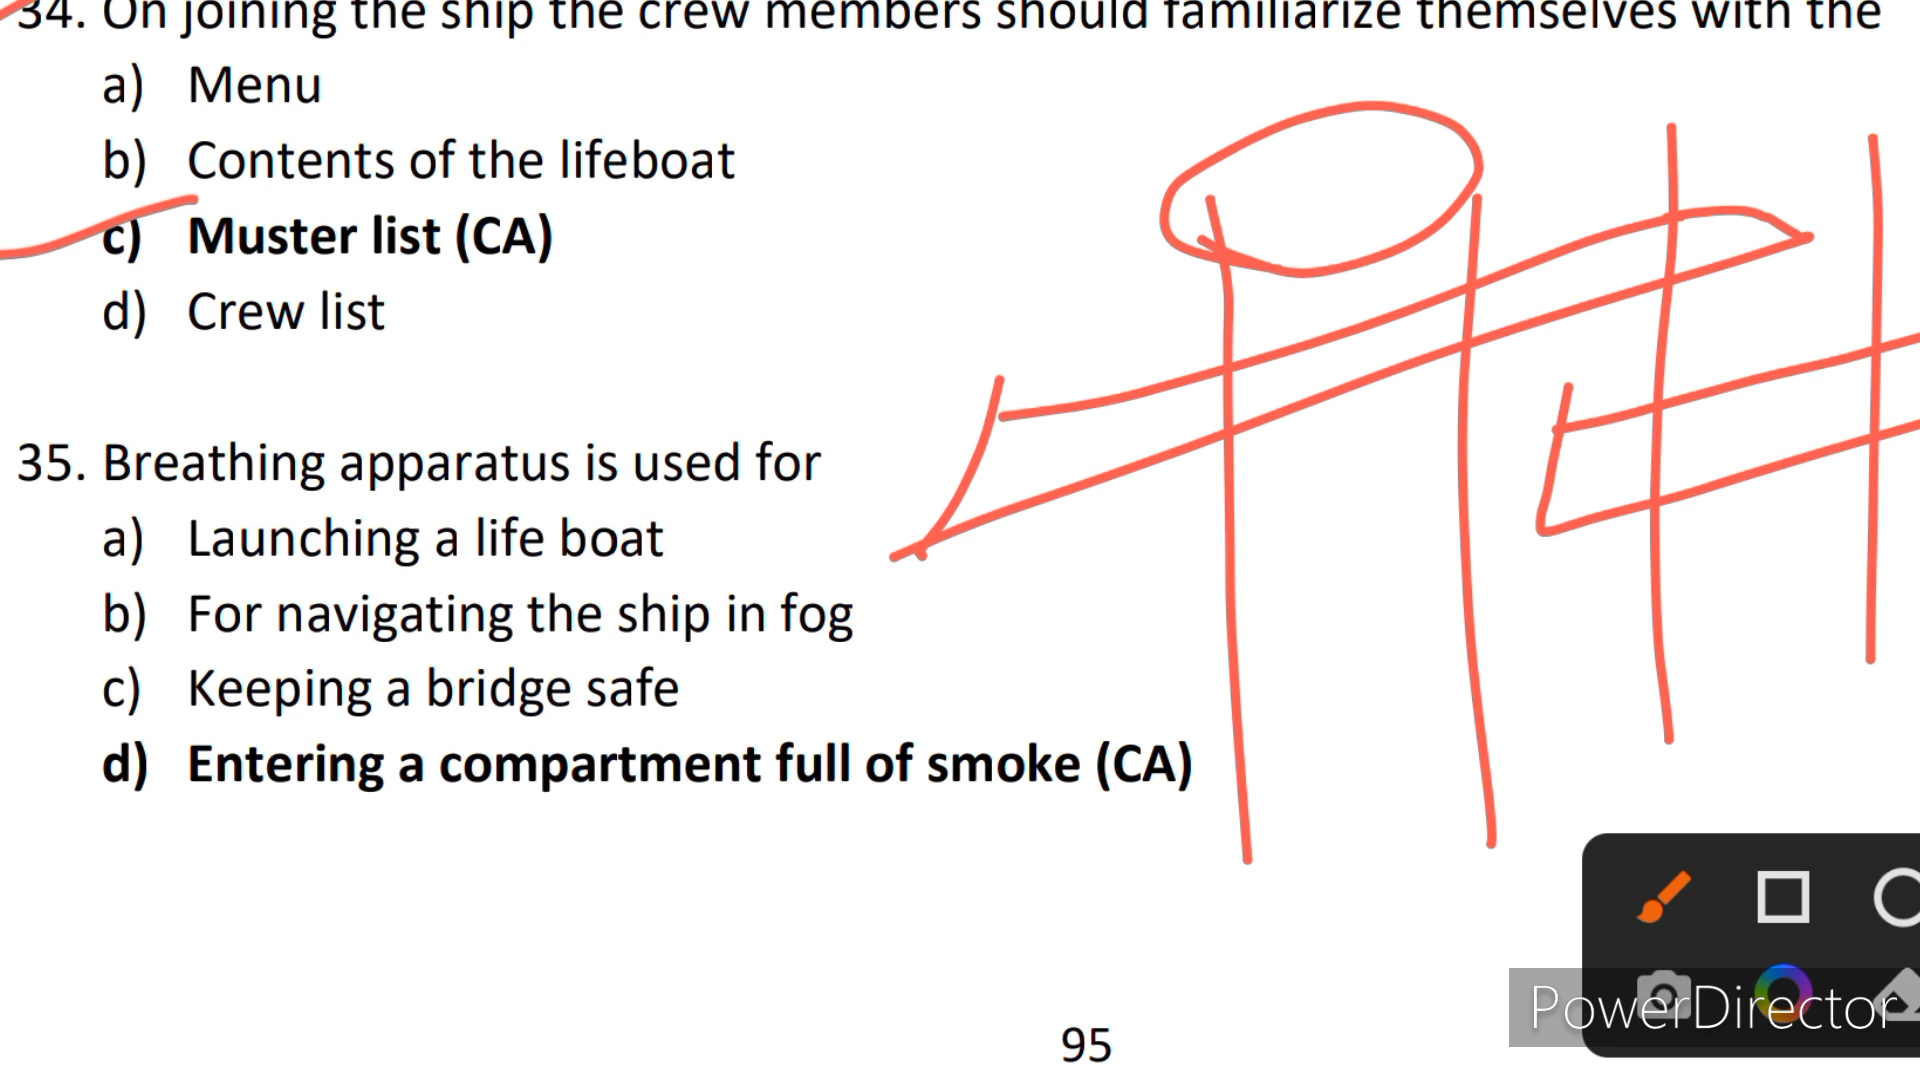 34. On joining the ship the crew members should familiarize themselves with the
a) Menu
b) Contents of the lifeboat
c) Muster list (CA)
d) Crew list
35. Breathing apparatus is used for
a) Launching a life boat
b) For navigating the ship in fog
c) Keeping a bridge safe
d) Entering a compartment full of smoke (CA)
PowerDirector
95